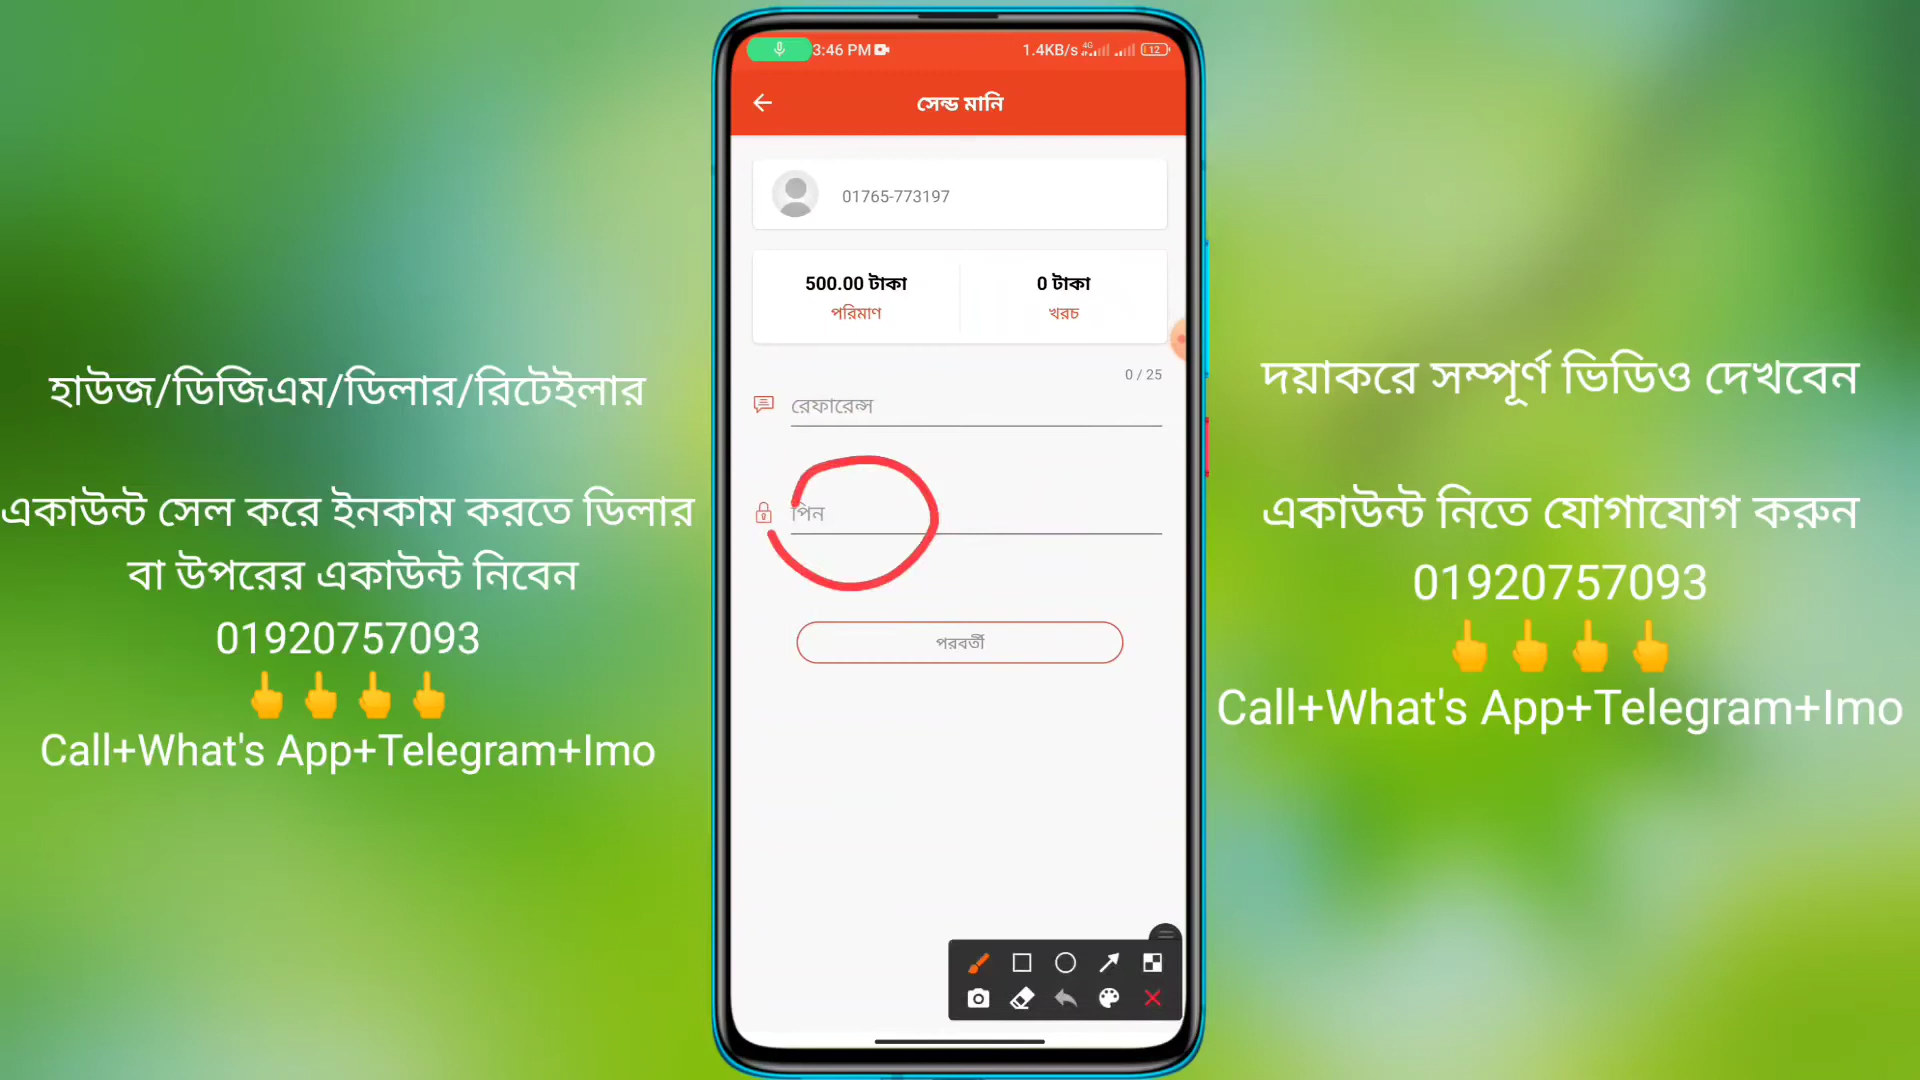 3:46 PM
1.4KB/s 4G 12
সেন্ড মানি
01765-773197
500.00 টাকা
পরিমাণ
0 টাকা
খরচ
0 / 25
রেফারেন্স
পিন
পরবর্তী
হাউজ/ডিজিএম/ডিলার/রিটেইলার
একাউন্ট সেল করে ইনকাম করতে ডিলার
বা উপরের একাউন্ট নিবেন
01920757093
👆👆👆👆
Call+What's App+Telegram+Imo
দয়াকরে সম্পূর্ণ ভিডিও দেখবেন
একাউন্ট নিতে যোগাযোগ করুন
01920757093
👆👆👆👆
Call+What's App+Telegram+Imo